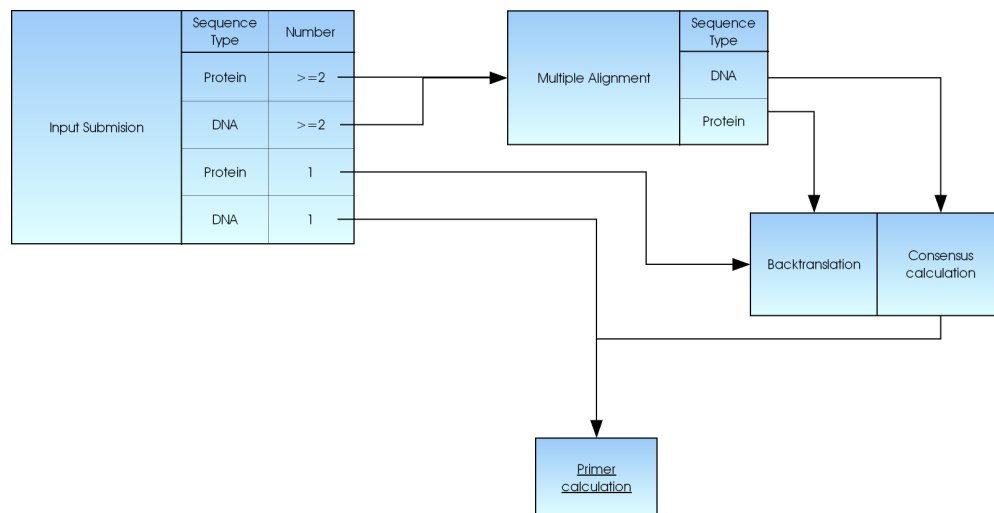 Sequence
Type
Number
Protein
>=2
DNA
>=2
Protein
1
DNA
1
Input Submision
Multiple Alignment
Sequence
Type
DNA
Protein
Backtranslation
Consensus
calculation
Primer
calculation